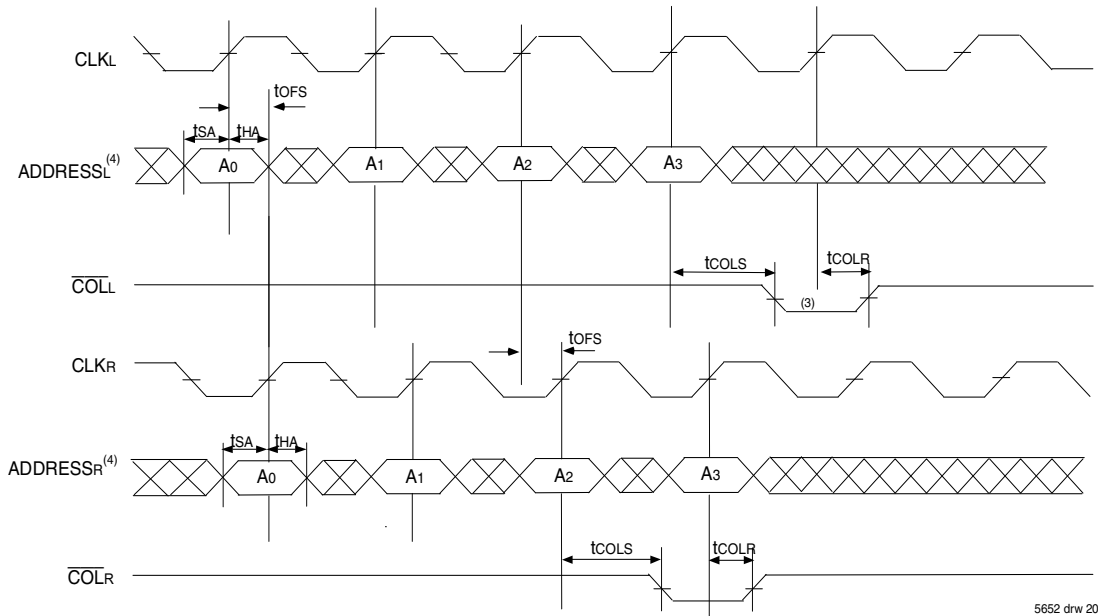 CLKL
tOFS
tSA tHA
ADDRESSL(4)
A0 A1 A2 A3
tCOLS tCOLR
COLL
(3)
tOFS
CLKR
tSA tHA
ADDRESSR(4)
A0 A1 A2 A3
tCOLS tCOLR
COLR
5652 drw 20